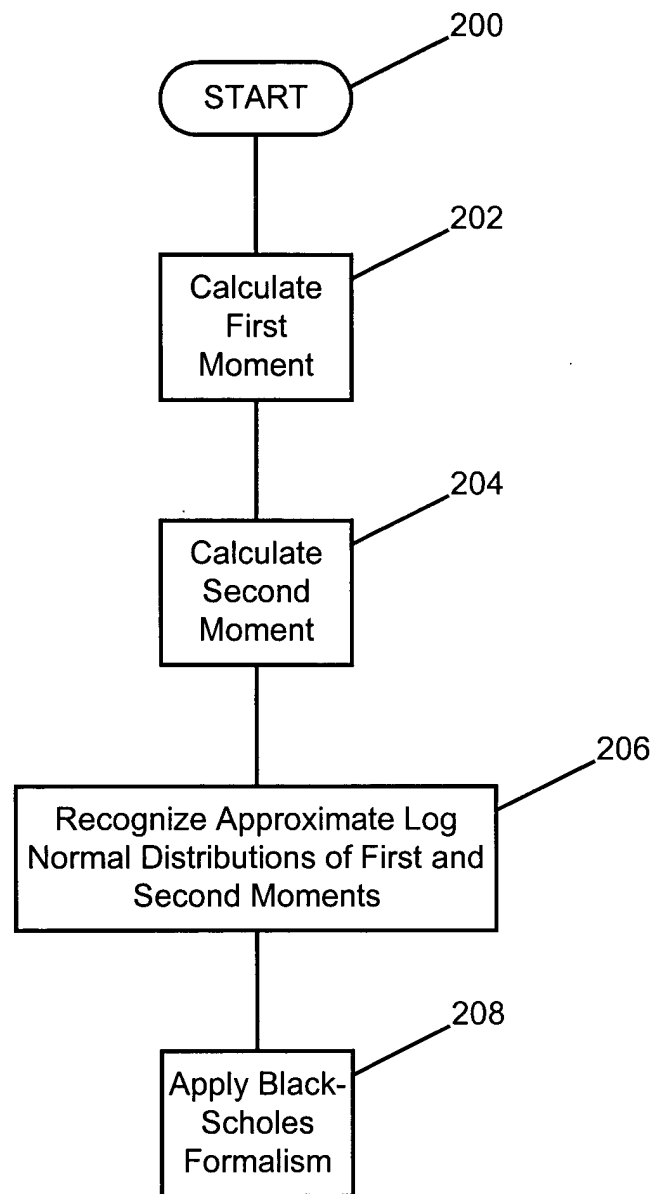 200
START
202
Calculate
First
Moment
204
Calculate
Second
Moment
206
Recognize Approximate Log
Normal Distributions of First and
Second Moments
208
Apply Black-
Scholes
Formalism